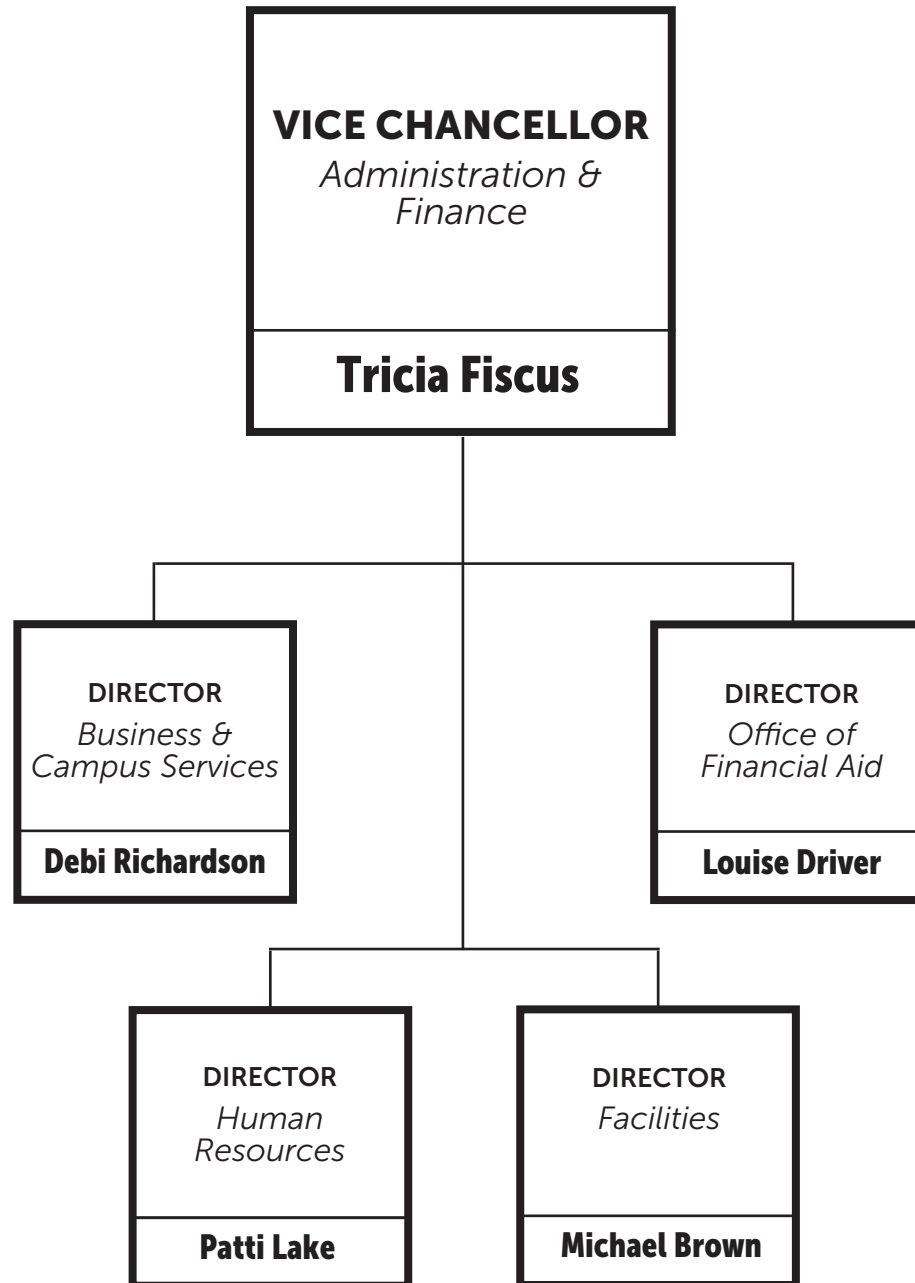 VICE CHANCELLOR
Administration &
Finance
Tricia Fiscus
DIRECTOR
Business &
Campus Services
Debi Richardson
DIRECTOR
Office of
Financial Aid
Louise Driver
DIRECTOR
Human
Resources
Patti Lake
DIRECTOR
Facilities
Michael Brown